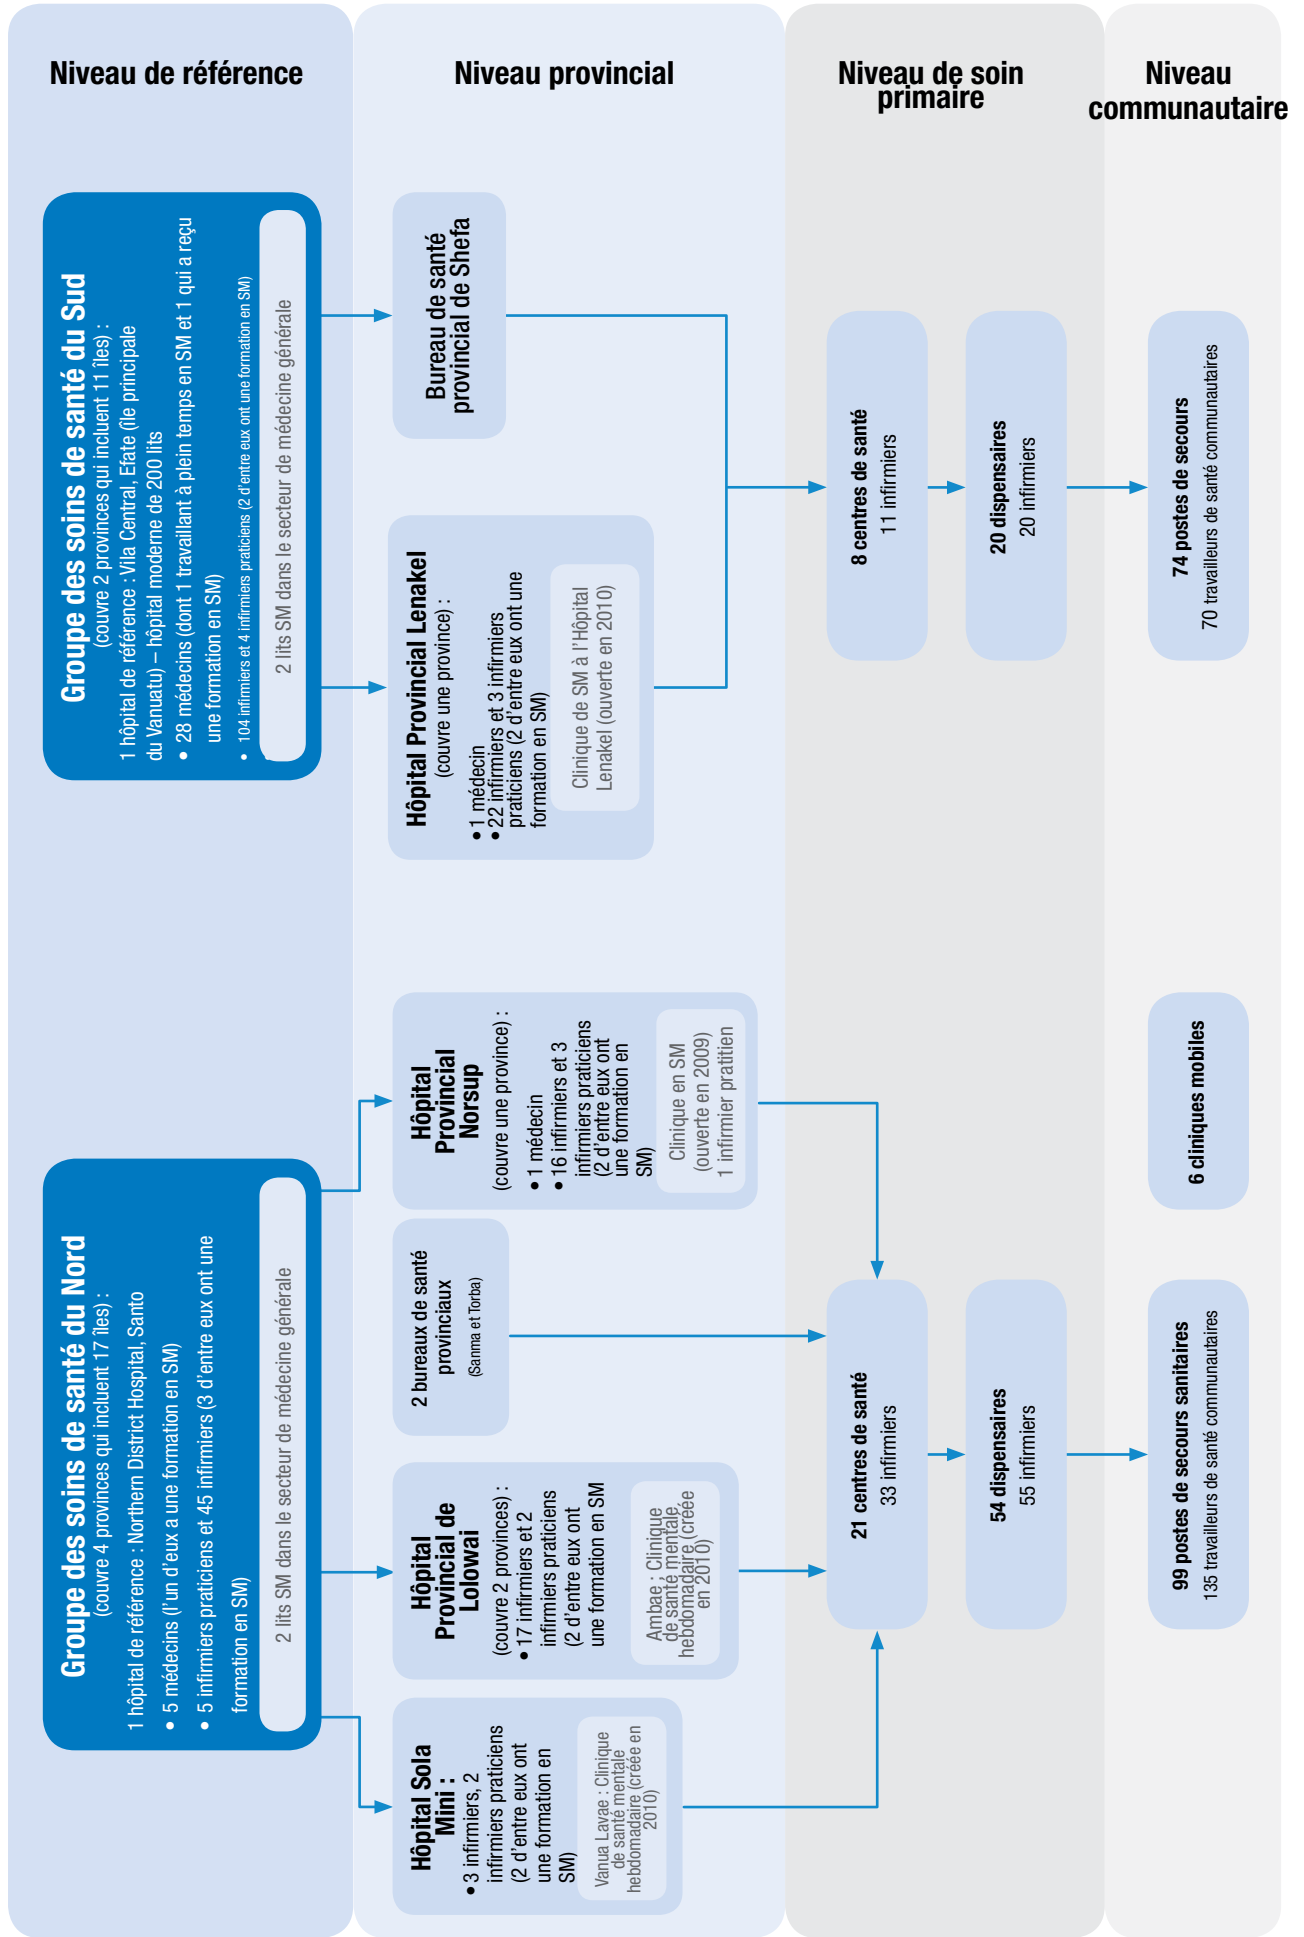 Niveau de référence
Niveau provincial
Niveau de soin
primaire
Niveau
communautaire
Groupe des soins de santé du Nord
(couvre 4 provinces qui incluent 17 îles) :
1 hôpital de référence : Northern District Hospital, Santo
• 5 médecins (l'un d'eux a une formation en SM)
• 5 infirmiers praticiens et 45 infirmiers (3 d'entre eux ont une
formation en SM)
2 lits SM dans le secteur de médecine générale
Groupe des soins de santé du Sud
(couvre 2 provinces qui incluent 11 îles) :
1 hôpital de référence : Vila Central, Efate (île principale
du Vanuatu) – hôpital moderne de 200 lits
• 28 médecins (dont 1 travaillant à plein temps en SM et 1 qui a reçu
une formation en SM)
• 104 infirmiers et 4 infirmiers praticiens (2 d'entre eux ont une formation en SM)
2 lits SM dans le secteur de médecine générale
Hôpital Sola
Mini :
• 3 infirmiers, 2
infirmiers praticiens
(2 d'entre eux ont
une formation en
SM)
Vanua Lavae : Clinique
de santé mentale
hebdomadaire (créée en
2010)
Hôpital
Provincial de
Lolowai
(couvre 2 provinces) :
• 17 infirmiers et 2
infirmiers praticiens
(2 d'entre eux ont
une formation en SM
Ambae ; Clinique
de santé mentale
hebdomadaire (créée
en 2010)
2 bureaux de santé
provinciaux
(Sanma et Torba)
Hôpital
Provincial
Norsup
(couvre une province) :
• 1 médecin
• 16 infirmiers et 3
infirmiers praticiens
(2 d'entre eux ont
une formation en
SM)
Clinique en SM
(ouverte en 2009)
1 infirmier pratitien
Hôpital Provincial Lenakel
(couvre une province) :
• 1 médecin
• 22 infirmiers et 3 infirmiers
praticiens (2 d'entre eux ont une
formation en SM)
Clinique de SM à l'Hôpital
Lenakel (ouverte en 2010)
Bureau de santé
provincial de Shefa
21 centres de santé
33 infirmiers
54 dispensaires
55 infirmiers
8 centres de santé
11 infirmiers
20 dispensaires
20 infirmiers
99 postes de secours sanitaires
135 travailleurs de santé communautaires
6 cliniques mobiles
74 postes de secours
70 travailleurs de santé communautaires